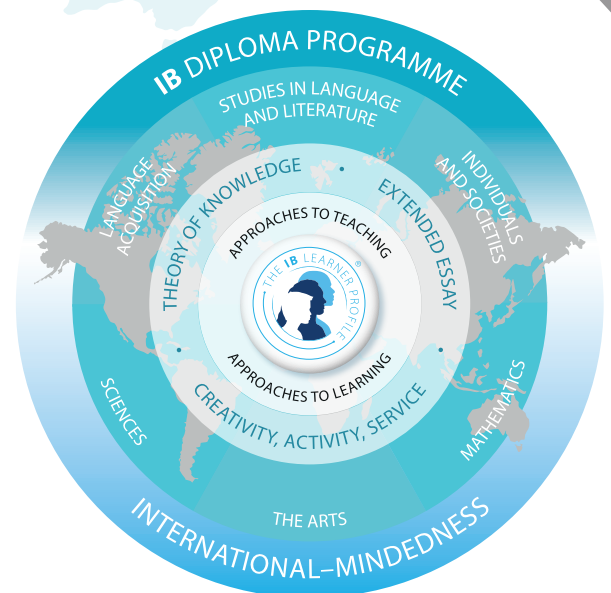 IB DIPLOMA PROGRAMME
STUDIES IN LANGUAGE
AND LITERATURE
LANGUAGE
ACQUISITION
INDIVIDUALS
AND SOCIETIES
THEORY OF KNOWLEDGE
EXTENDED ESSAY
APPROACHES TO TEACHING
THE IB LEARNER PROFILE
®
APPROACHES TO LEARNING
CREATIVITY, ACTIVITY, SERVICE
SCIENCES
MATHEMATICS
THE ARTS
INTERNATIONAL–MINDEDNESS